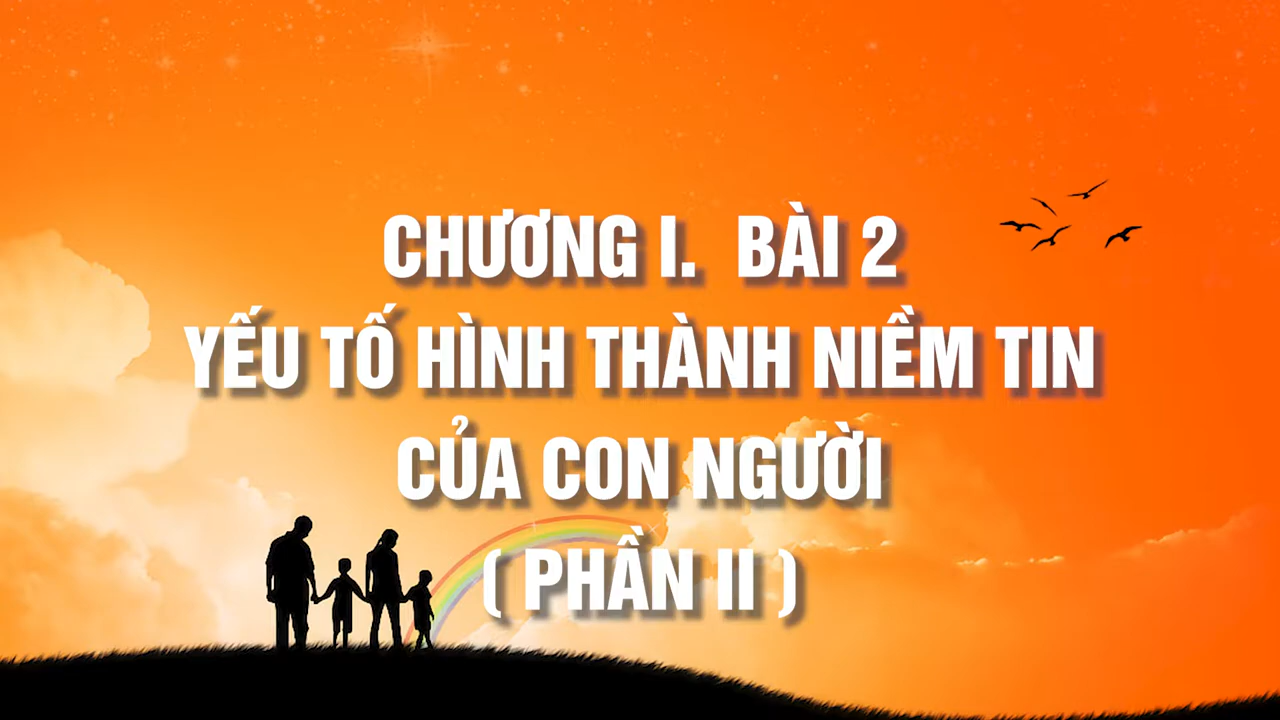 CHƯƠNG I. BÀI 2
YẾU TỐ HÌNH THÀNH NIỀM TIN
CỦA CON NGƯỜI
( PHẦN II )